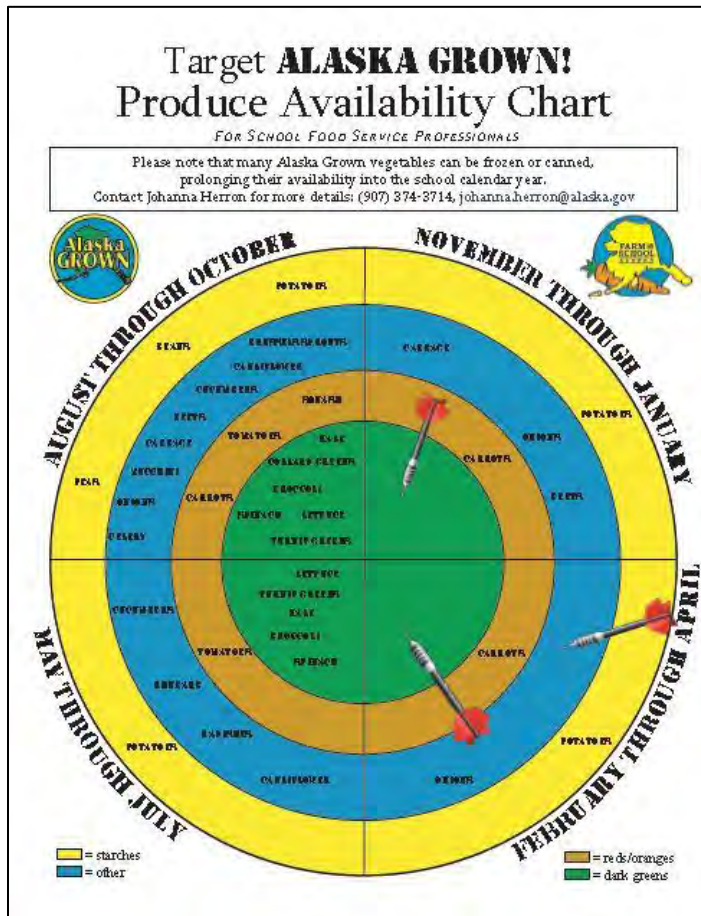 Target ALASKA GROWN!
Produce Availability Chart
FOR SCHOOL FOOD SERVICE PROFESSIONALS
Please note that many Alaska Grown vegetables can be frozen or canned,
prolonging their availability into the school calendar year.
Contact Johanna Herron for more details: (907) 374-3714, johanna.herron@alaska.gov
Alaska
GROWN
FARM TO
SCHOOL
AUGUST THROUGH OCTOBER
POTATOES
BEANS
PEAS
BRUSSELS SPROUTS
CAULIFLOWER
CUCUMBERS
BEETS
CABBAGE
ZUCCHINI
ONIONS
CELERY
TOMATOES
CARROTS
KALE
COLLARD GREENS
BROCCOLI
SPINACH
LETTUCE
TURNIP GREENS
NOVEMBER THROUGH JANUARY
CABBAGE
POTATOES
ONIONS
CARROTS
BEETS
MAY THROUGH JULY
LETTUCE
TURNIP GREENS
KALE
BROCCOLI
SPINACH
CUCUMBERS
TOMATOES
RHUBARB
RADISHES
POTATOES
CAULIFLOWER
FEBRUARY THROUGH APRIL
CARROTS
POTATOES
ONIONS
= starches
= other
= reds/oranges
= dark greens